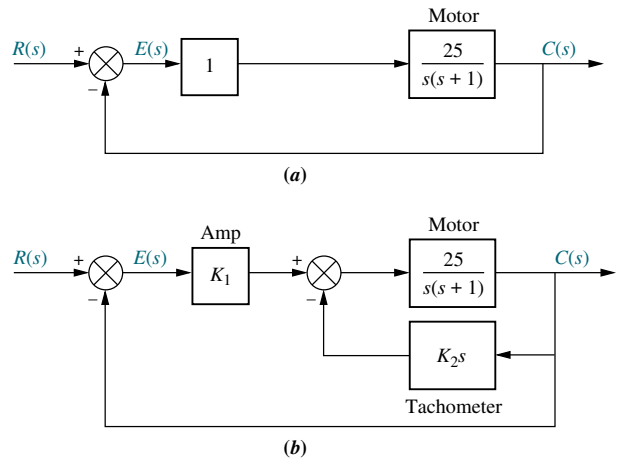 Motor
R(s) + E(s) 1 25 C(s)
s(s + 1)
–
(a)
Amp Motor
R(s) + E(s) K1 + 25 C(s)
s(s + 1)
– –
K2s
Tachometer
(b)